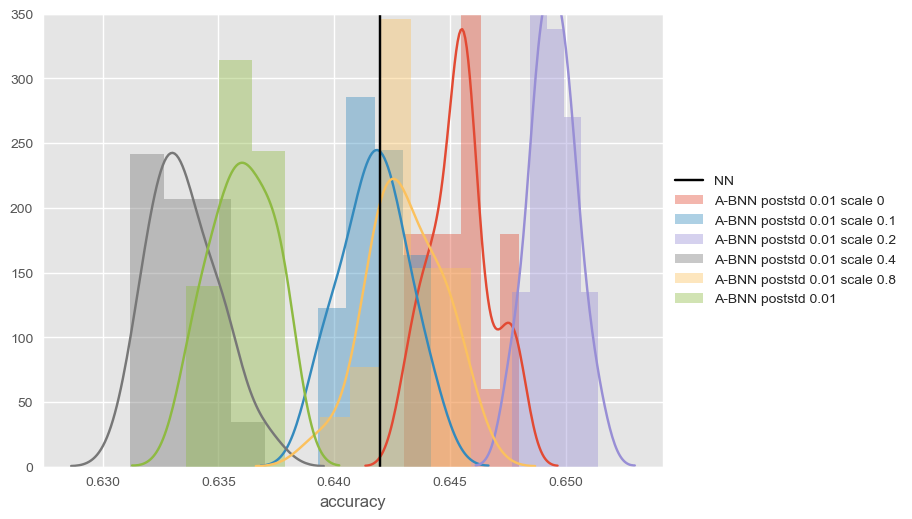 350
300
250
200
150
100
50
0
0.630 0.635 0.640 0.645 0.650
accuracy
NN
A-BNN poststd 0.01 scale 0
A-BNN poststd 0.01 scale 0.1
A-BNN poststd 0.01 scale 0.2
A-BNN poststd 0.01 scale 0.4
A-BNN poststd 0.01 scale 0.8
A-BNN poststd 0.01